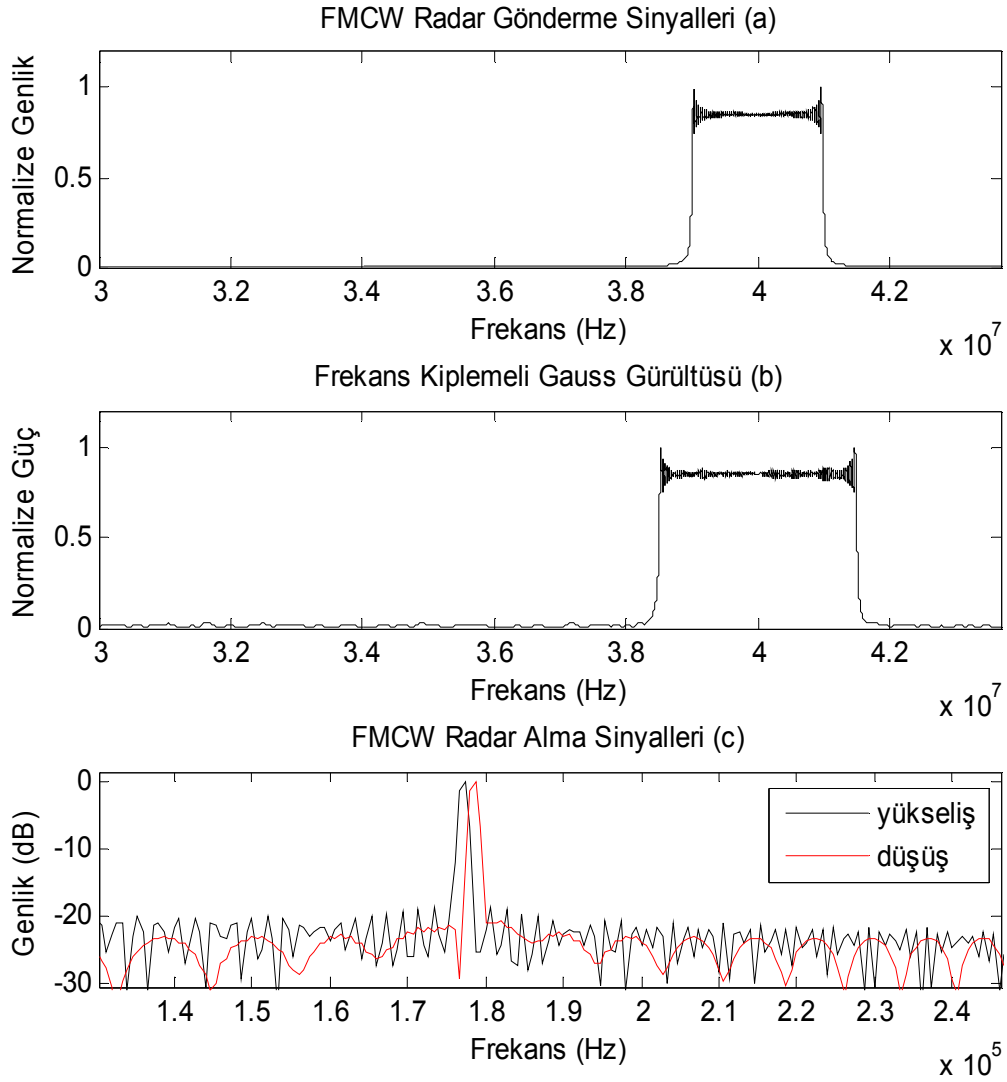 FMCW Radar Gönderme Sinyalleri (a)
Normalize Genlik
1
0.5
0
3 3.2 3.4 3.6 3.8 4 4.2
Frekans (Hz)
x 10^7
Frekans Kiplemeli Gauss Gürültüsü (b)
Normalize Güç
1
0.5
0
3 3.2 3.4 3.6 3.8 4 4.2
Frekans (Hz)
x 10^7
FMCW Radar Alma Sinyalleri (c)
Genlik (dB)
0
-10
-20
-30
yükseliş
düşüş
1.4 1.5 1.6 1.7 1.8 1.9 2 2.1 2.2 2.3 2.4
Frekans (Hz)
x 10^5